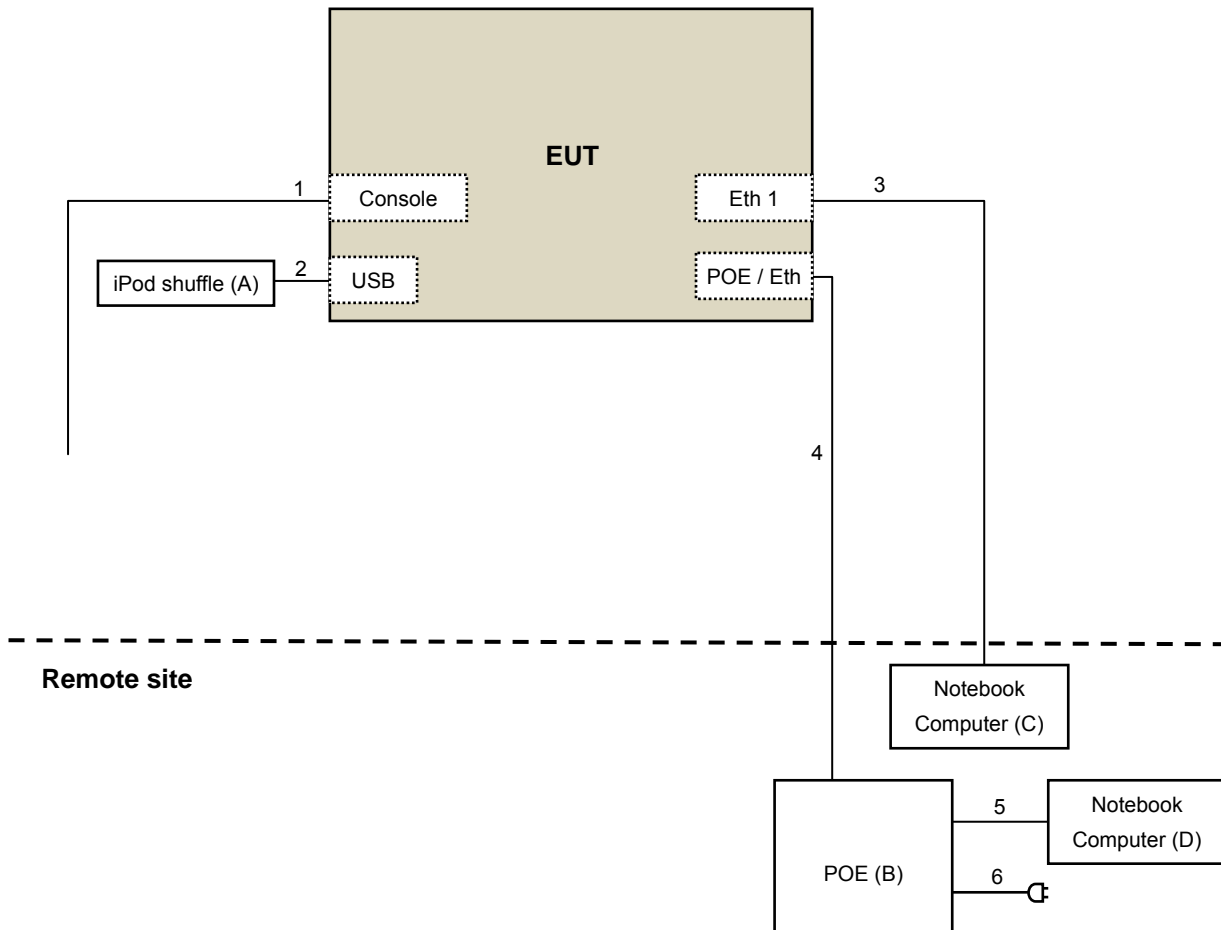 EUT
1
Console
Eth 1
3
iPod shuffle (A)
2
USB
POE / Eth
4
Remote site
Notebook
Computer (C)
5
Notebook
Computer (D)
POE (B)
6